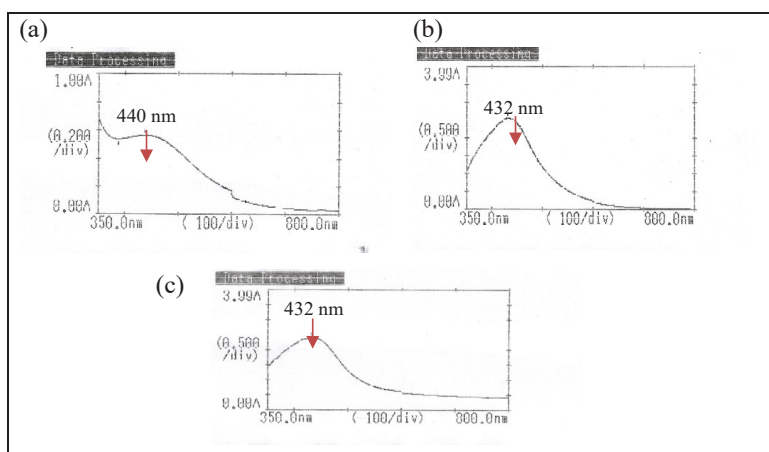 (a)
Data Processing
1.00A
440 nm
(0.200
/div)
0.00A
350.0nm ( 100/div) 800.0nm
(b)
Data Processing
3.99A
432 nm
(0.500
/div)
0.00A
350.0nm ( 100/div) 800.0nm
(c)
Data Processing
3.99A
432 nm
(0.500
/div)
0.00A
350.0nm ( 100/div) 800.0nm